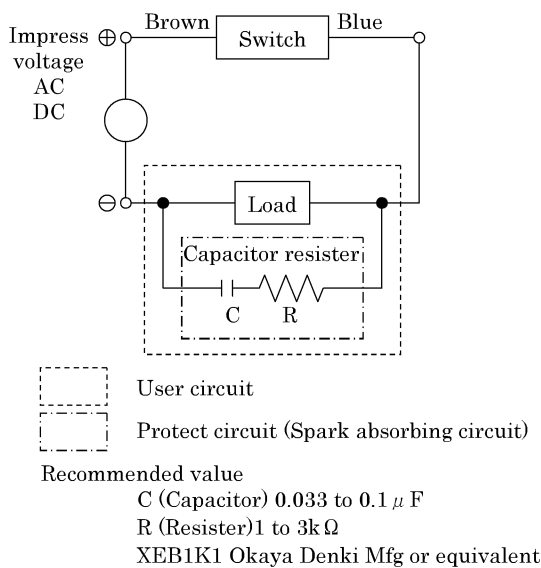 Brown
Blue
Impress
voltage
AC
DC
⊕
Switch
⊖
Load
Capacitor resister
C
R
User circuit
Protect circuit (Spark absorbing circuit)
Recommended value
C (Capacitor) 0.033 to 0.1 μ F
R (Resister)1 to 3kΩ
XEB1K1 Okaya Denki Mfg or equivalent